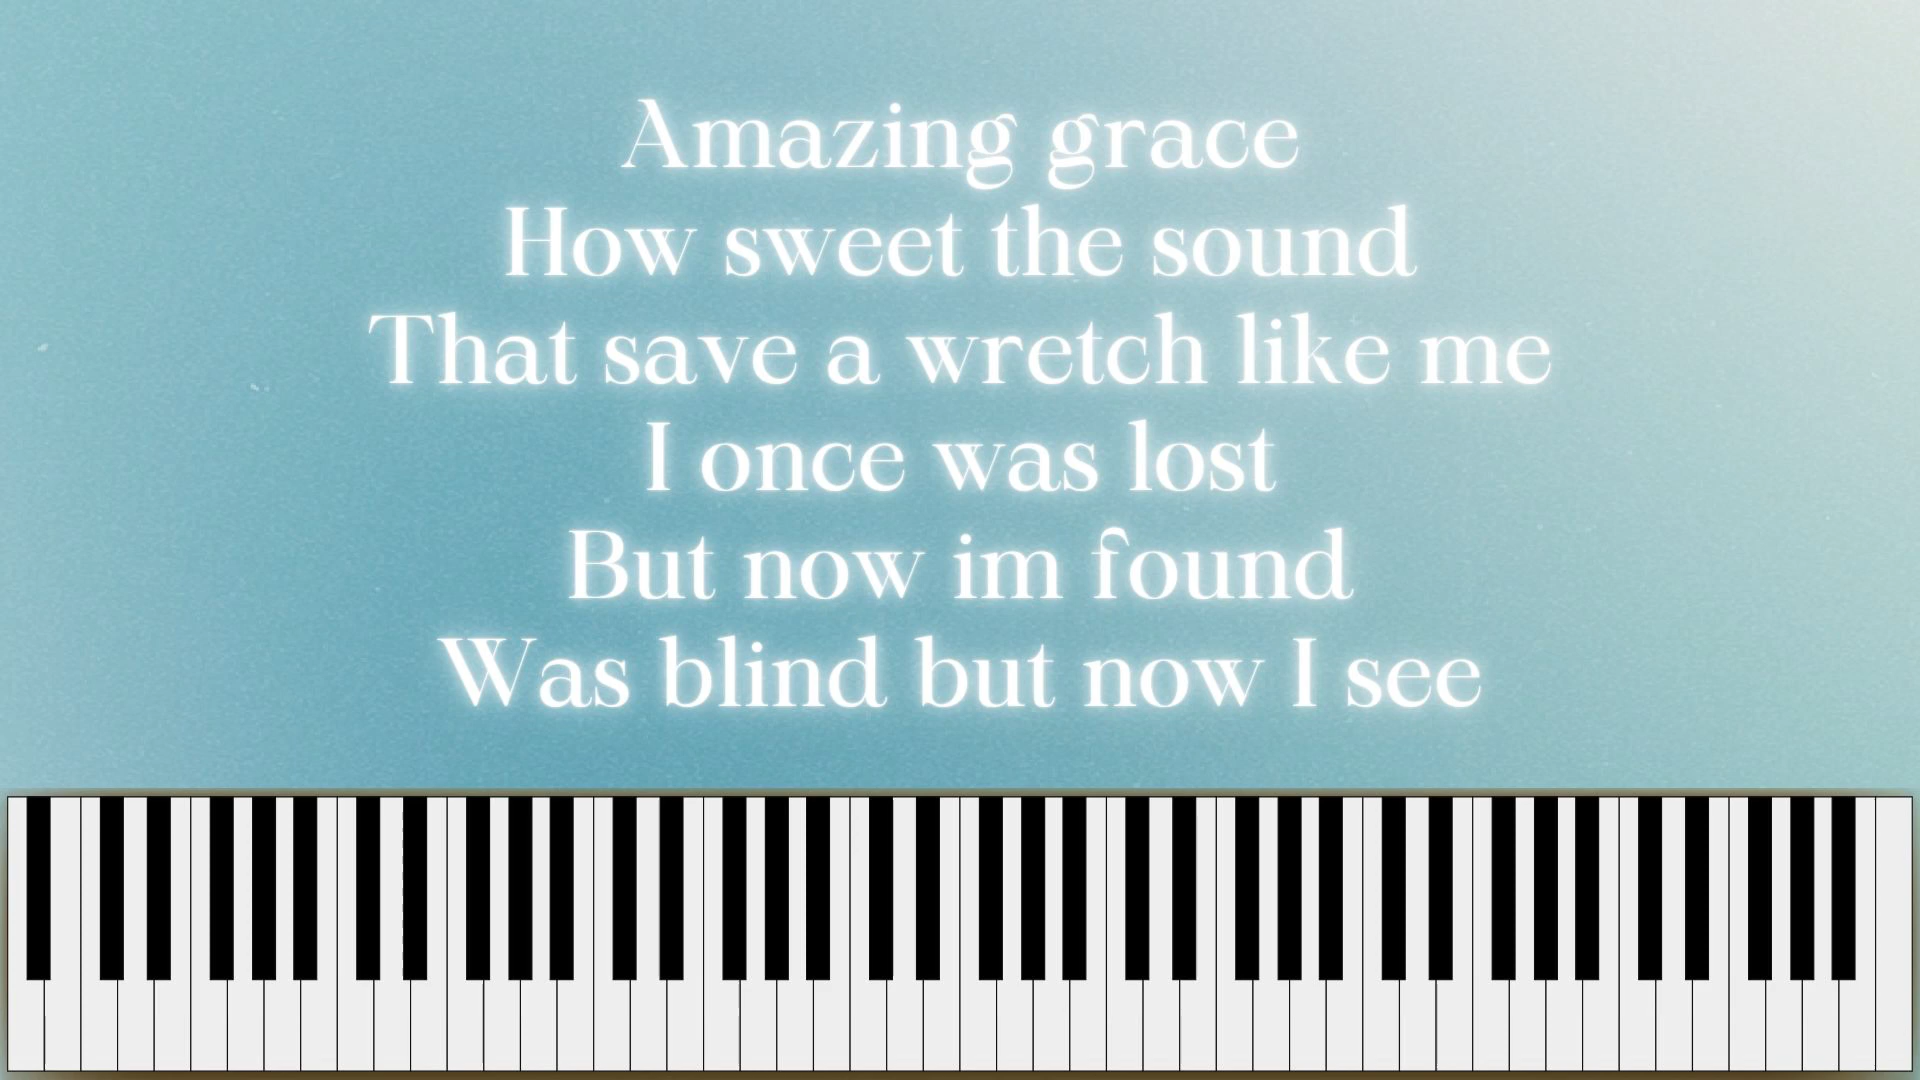 Amazing grace
How sweet the sound
That save a wretch like me
I once was lost
But now im found
Was blind but now I see